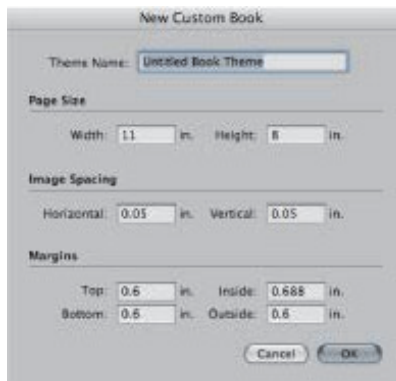 New Custom Book
Theme Name: Untitled Book Theme
Page Size
Width: 11 in. Height: 8 in.
Image Spacing
Horizontal: 0.05 in. Vertical: 0.05 in.
Margins
Top: 0.6 in. Inside: 0.688 in.
Bottom: 0.6 in. Outside: 0.6 in.
Cancel OK